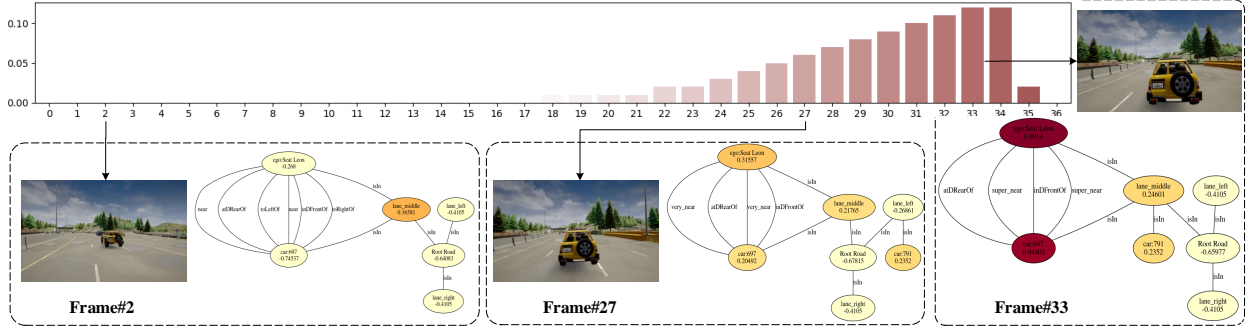 0.10
0.05
0.00
0 1 2 3 4 5 6 7 8 9 10 11 12 13 14 15 16 17 18 19 20 21 22 23 24 25 26 27 28 29 30 31 32 33 34 35 36
ego:Seat Leon
-0.268
near
atDRearOf
toLeftOf
near
inDFrontOf
toRightOf
isIn
lane_middle
0.36581
lane_left
-0.4105
isIn
isIn
isIn
car:697
-0.74537
Root Road
-0.64083
isIn
lane_right
-0.4105
Frame#2
ego:Seat Leon
0.31557
very_near
atDRearOf
very_near
inDFrontOf
isIn
lane_middle
0.21765
lane_left
-0.26861
isIn
isIn
isIn
isIn
car:697
0.20492
Root Road
-0.67815
car:791
0.2352
isIn
lane_right
-0.4105
Frame#27
ego:Seat Leon
atDRearOf
super_near
inDFrontOf
super_near
isIn
lane_middle
0.24601
lane_left
-0.4105
isIn
isIn
isIn
isIn
car:697
car:791
0.2352
Root Road
-0.65977
isIn
lane_right
-0.4105
Frame#33